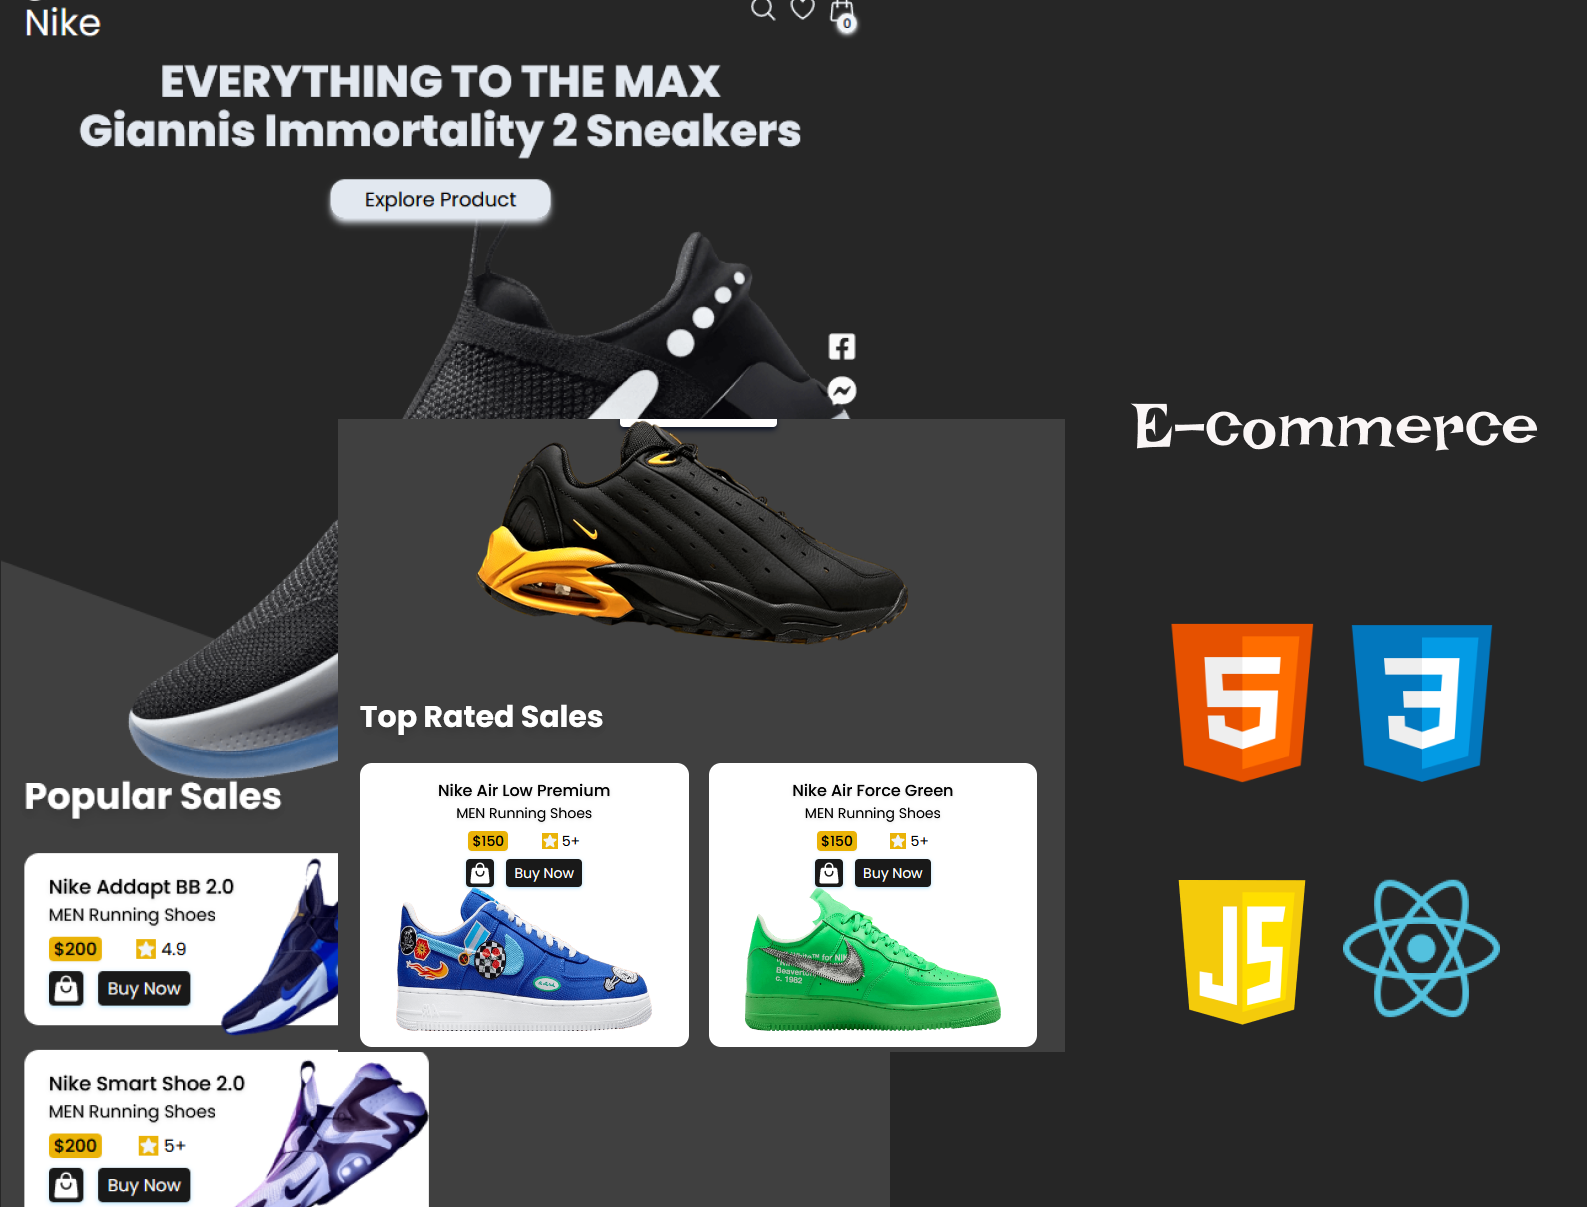 Nike
0
EVERYTHING TO THE MAX
Giannis Immortality 2 Sneakers
Explore Product
E-commerce
Top Rated Sales
Nike Air Low Premium
MEN Running Shoes
$150
5+
Buy Now
Nike Air Force Green
MEN Running Shoes
$150
5+
Buy Now
Beaverton
c. 1982
Popular Sales
Nike Addapt BB 2.0
MEN Running Shoes
$200
4.9
Buy Now
Nike Smart Shoe 2.0
MEN Running Shoes
$200
5+
Buy Now
5
3
JS